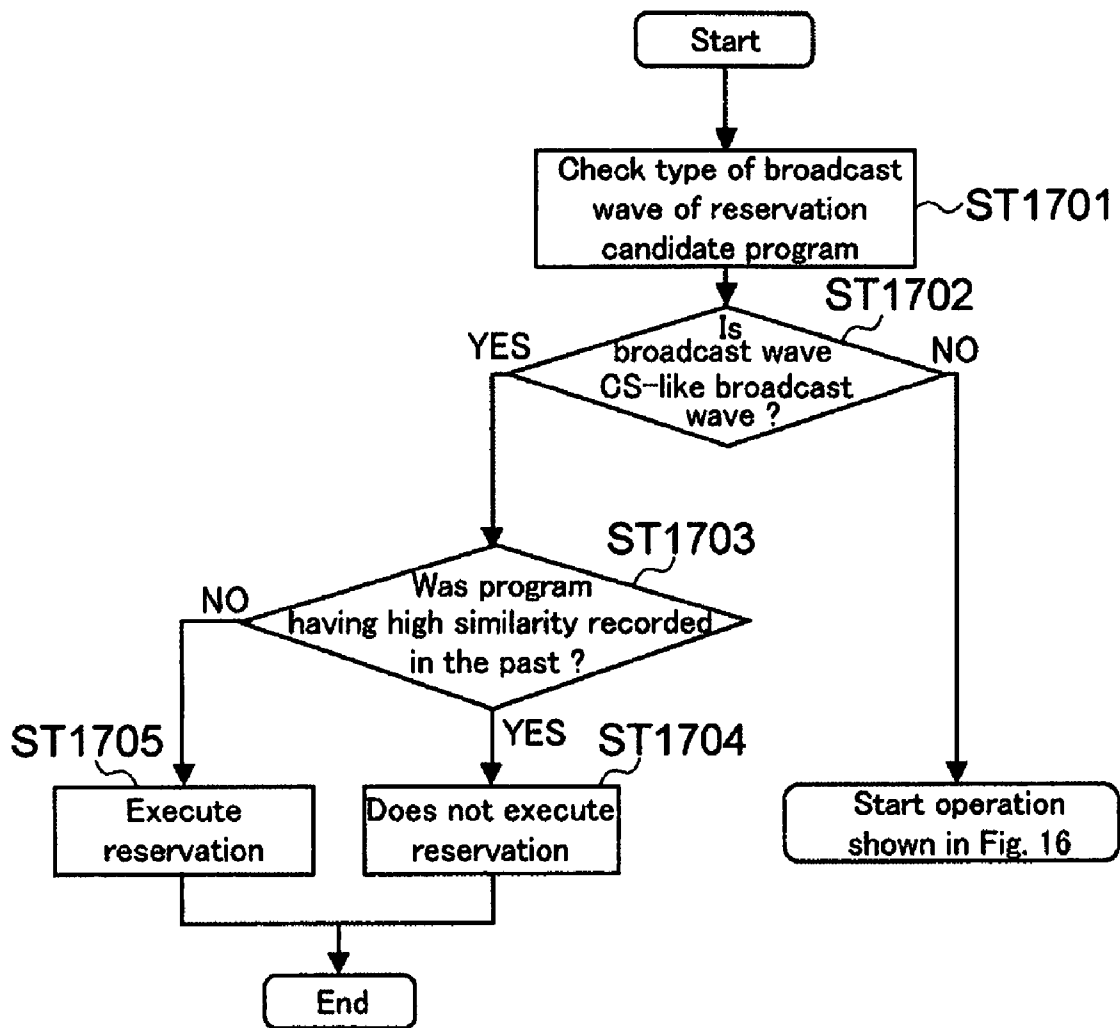 Start
Check type of broadcast
wave of reservation
candidate program
ST1701
ST1702
Is
broadcast wave
CS-like broadcast
wave ?
YES
NO
ST1703
Was program
having high similarity recorded
in the past ?
NO
YES
ST1705
ST1704
Execute
reservation
Does not execute
reservation
Start operation
shown in Fig. 16
End